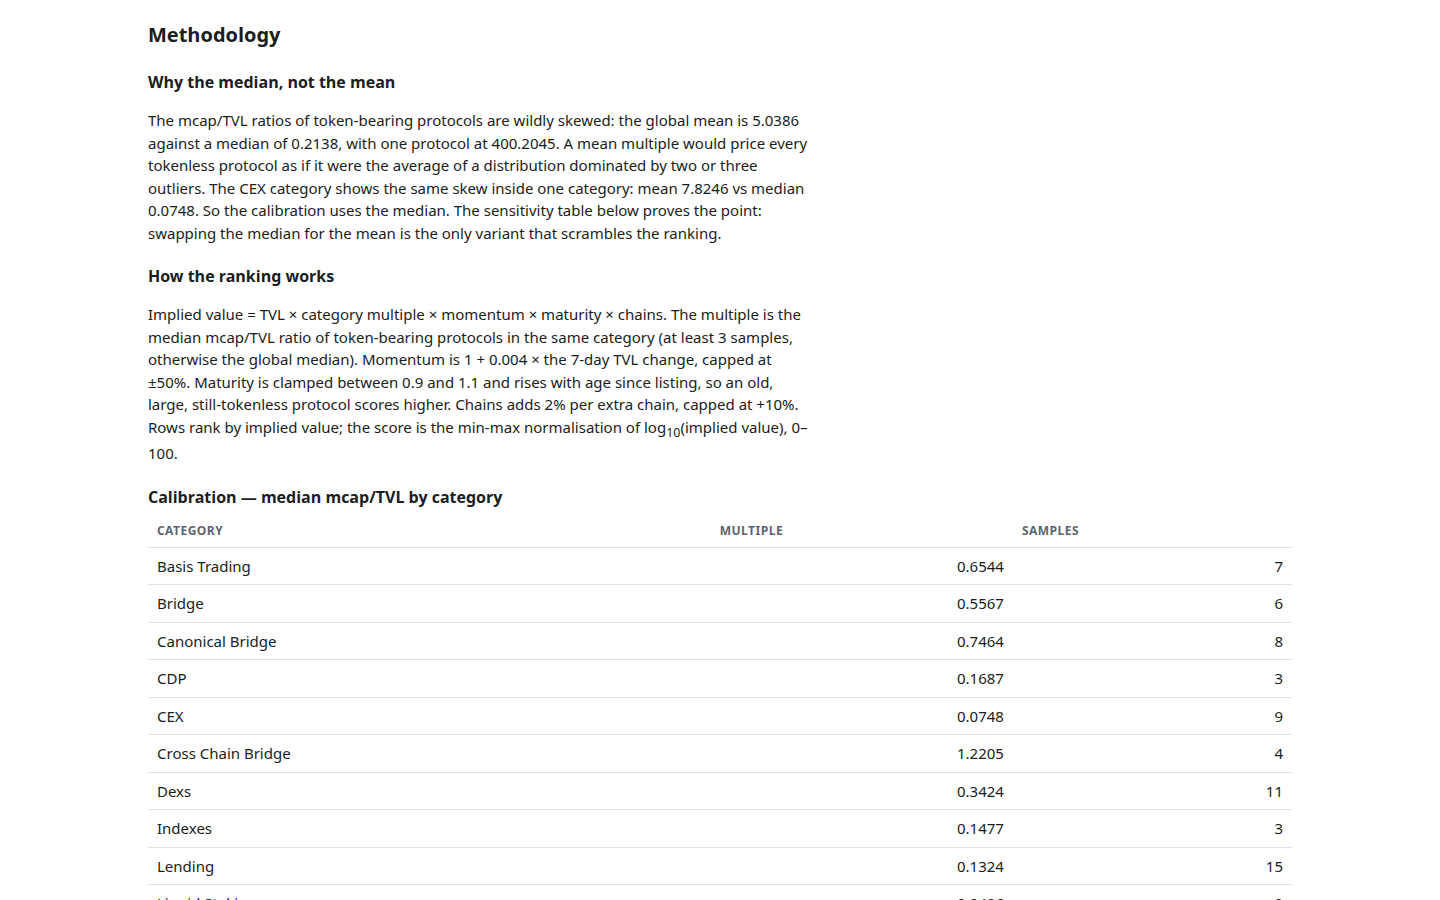 Methodology
Why the median, not the mean
The mcap/TVL ratios of token-bearing protocols are wildly skewed: the global mean is 5.0386
against a median of 0.2138, with one protocol at 400.2045. A mean multiple would price every
tokenless protocol as if it were the average of a distribution dominated by two or three
outliers. The CEX category shows the same skew inside one category: mean 7.8246 vs median
0.0748. So the calibration uses the median. The sensitivity table below proves the point:
swapping the median for the mean is the only variant that scrambles the ranking.
How the ranking works
Implied value = TVL × category multiple × momentum × maturity × chains. The multiple is the
median mcap/TVL ratio of token-bearing protocols in the same category (at least 3 samples,
otherwise the global median). Momentum is 1 + 0.004 × the 7-day TVL change, capped at
±50%. Maturity is clamped between 0.9 and 1.1 and rises with age since listing, so an old,
large, still-tokenless protocol scores higher. Chains adds 2% per extra chain, capped at +10%.
Rows rank by implied value; the score is the min-max normalisation of log10(implied value), 0–
100.
Calibration — median mcap/TVL by category
CATEGORY MULTIPLE SAMPLES
Basis Trading 0.6544 7
Bridge 0.5567 6
Canonical Bridge 0.7464 8
CDP 0.1687 3
CEX 0.0748 9
Cross Chain Bridge 1.2205 4
Dexs 0.3424 11
Indexes 0.1477 3
Lending 0.1324 15